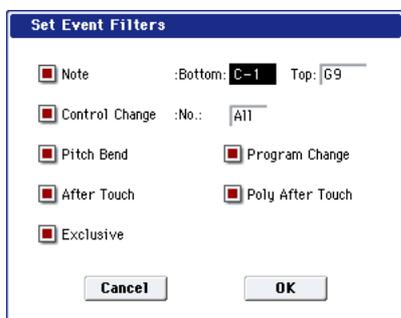 Set Event Filters
Note :Bottom: C-1 Top: G9
Control Change :No.: All
Pitch Bend Program Change
After Touch Poly After Touch
Exclusive
Cancel OK